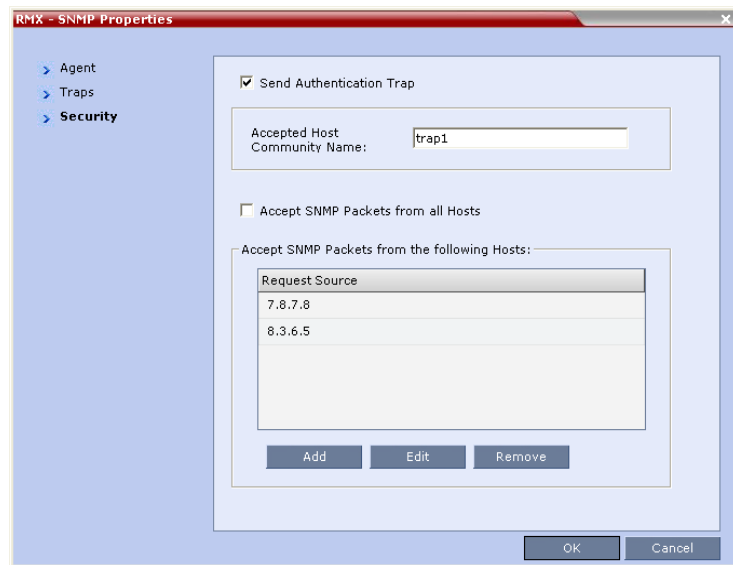 RMX - SNMP Properties
Agent
Traps
Security
Send Authentication Trap
Accepted Host
Community Name:
trap1
Accept SNMP Packets from all Hosts
Accept SNMP Packets from the following Hosts:
Request Source
7.8.7.8
8.3.6.5
Add Edit Remove
OK Cancel